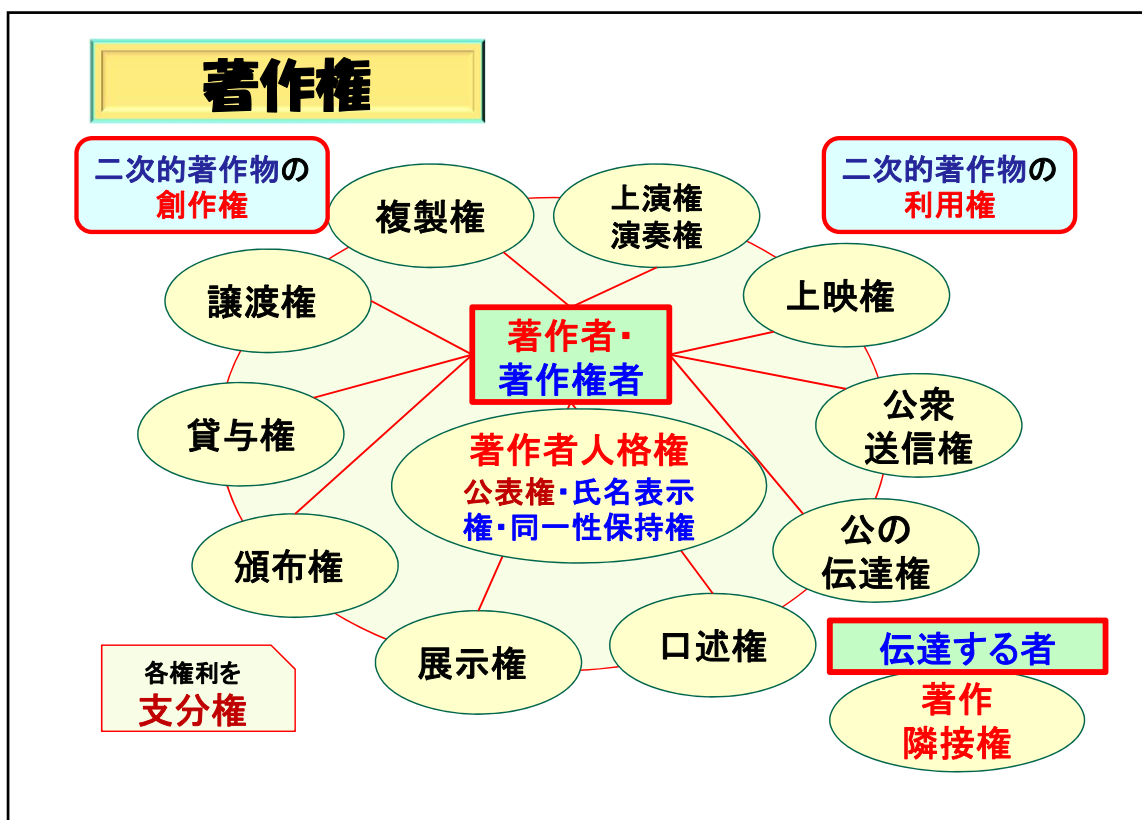 著作権
二次的著作物の
創作権
二次的著作物の
利用権
複製権
上演権
演奏権
譲渡権
上映権
著作者・
著作権者
貸与権
公衆
送信権
著作者人格権
公表権・氏名表示
権・同一性保持権
頒布権
公の
伝達権
展示権
口述権
各権利を
支分権
伝達する者
著作
隣接権